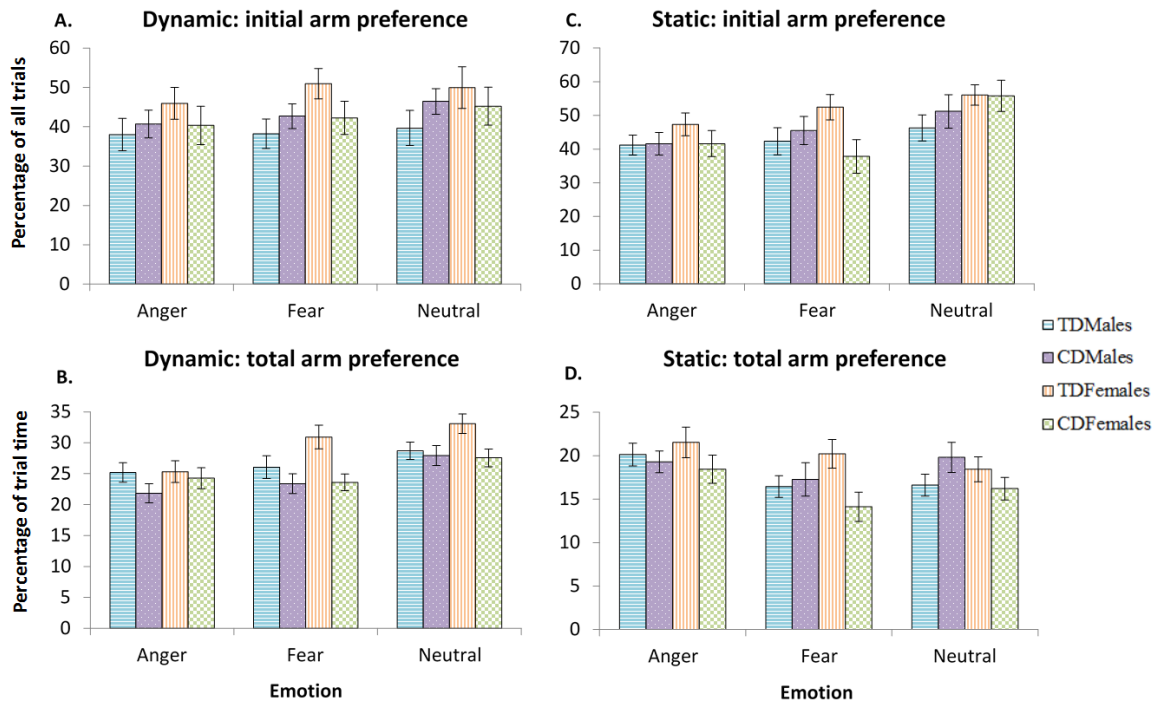 A.
Dynamic: initial arm preference
Percentage of all trials
60
50
40
30
20
10
0
Anger
Fear
Neutral
C.
Static: initial arm preference
70
60
50
40
30
20
10
0
Anger
Fear
Neutral
B.
Dynamic: total arm preference
Percentage of trial time
35
30
25
20
15
10
5
0
Anger
Fear
Neutral
Emotion
D.
Static: total arm preference
25
20
15
10
5
0
Anger
Fear
Neutral
Emotion
TDMales
CDMales
TDFemales
CDFemales